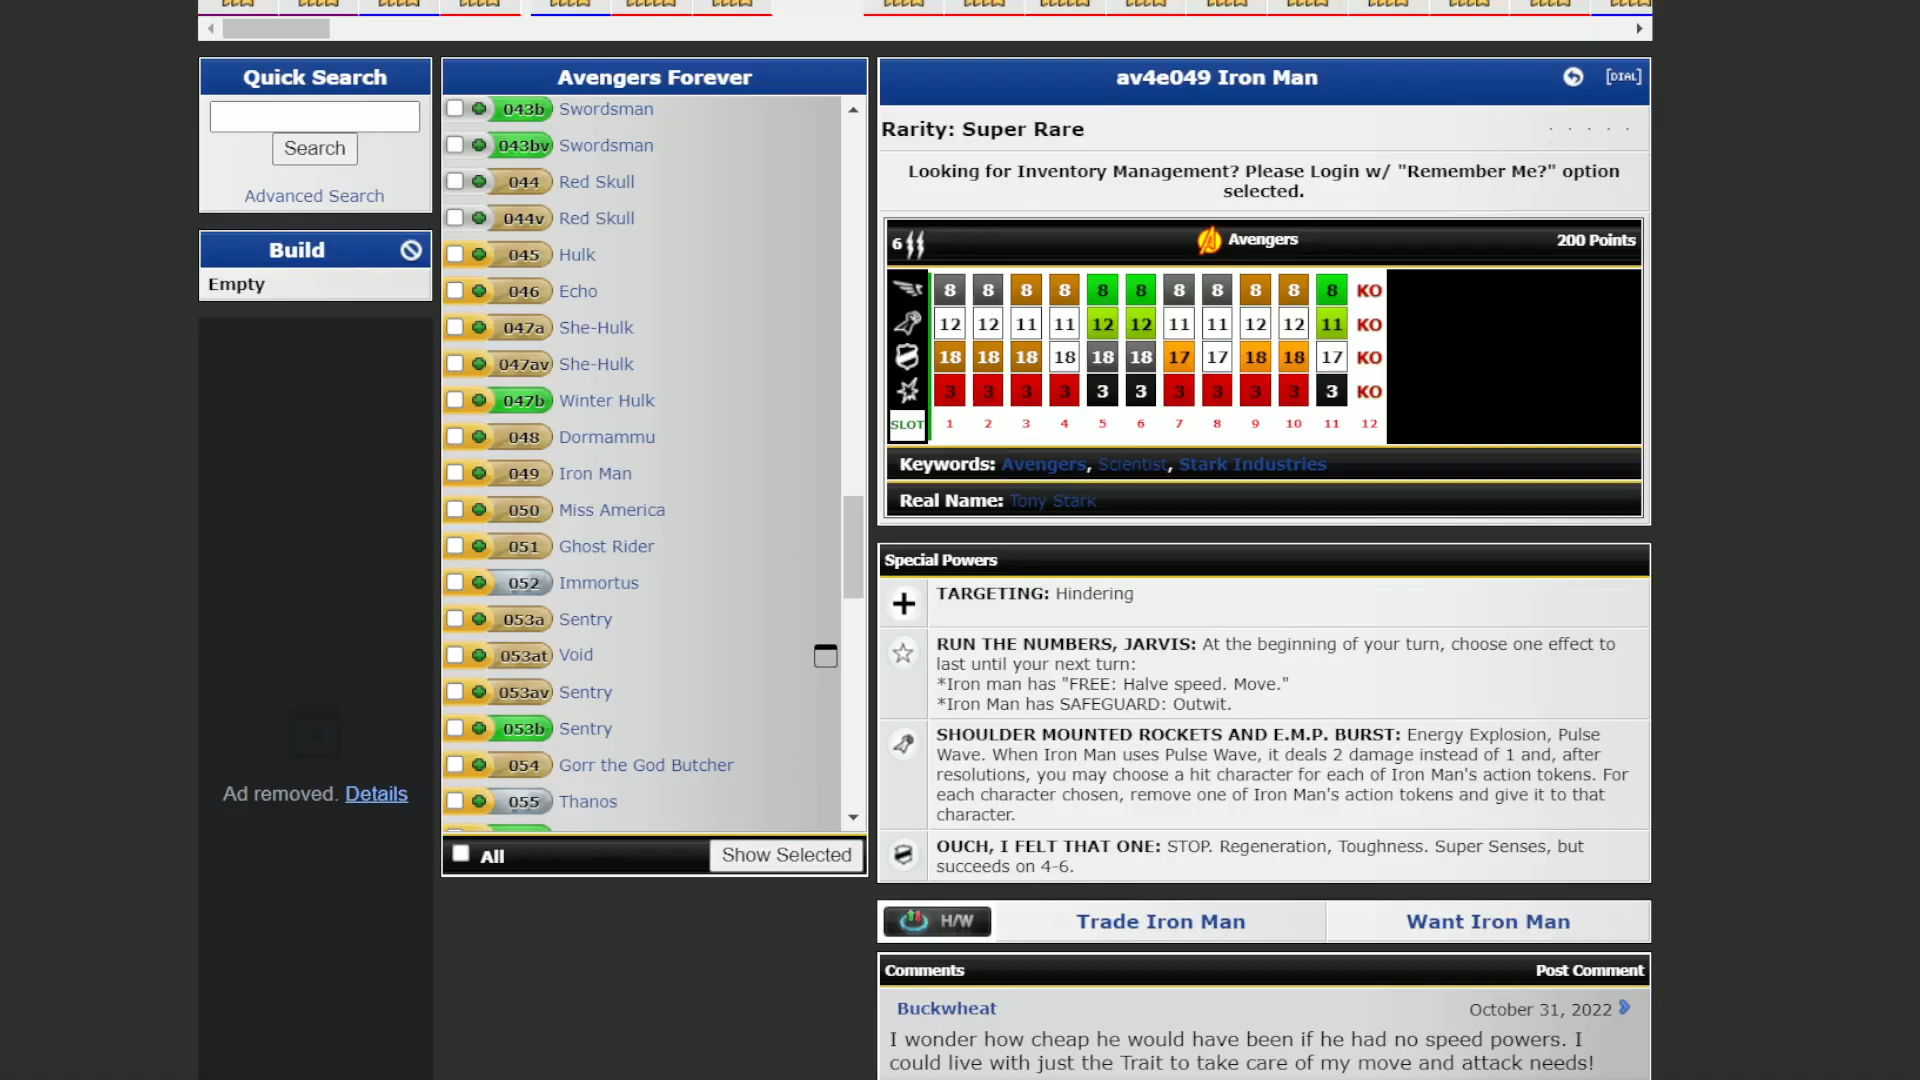 Quick Search
Search
Advanced Search
Build
Empty
Ad removed. Details
Avengers Forever
043b Swordsman
043bv Swordsman
044 Red Skull
044v Red Skull
045 Hulk
046 Echo
047a She-Hulk
047av She-Hulk
047b Winter Hulk
048 Dormammu
049 Iron Man
050 Miss America
051 Ghost Rider
052 Immortus
053a Sentry
053at Void
053av Sentry
053b Sentry
054 Gorr the God Butcher
055 Thanos
All Show Selected
av4e049 Iron Man [DIAL]
Rarity: Super Rare
Looking for Inventory Management? Please Login w/ "Remember Me?" option
selected.
6 Avengers 200 Points
8 8 8 8 8 8 8 8 8 8 8 KO
12 12 11 11 12 12 11 11 12 12 11 KO
18 18 18 18 18 18 17 17 18 18 17 KO
3 3 3 3 3 3 3 3 3 3 3 KO
SLOT 1 2 3 4 5 6 7 8 9 10 11 12
Keywords: Avengers, Scientist, Stark Industries
Real Name: Tony Stark
Special Powers
TARGETING: Hindering
RUN THE NUMBERS, JARVIS: At the beginning of your turn, choose one effect to
last until your next turn:
*Iron man has "FREE: Halve speed. Move."
*Iron Man has SAFEGUARD: Outwit.
SHOULDER MOUNTED ROCKETS AND E.M.P. BURST: Energy Explosion, Pulse
Wave. When Iron Man uses Pulse Wave, it deals 2 damage instead of 1 and, after
resolutions, you may choose a hit character for each of Iron Man's action tokens. For
each character chosen, remove one of Iron Man's action tokens and give it to that
character.
OUCH, I FELT THAT ONE: STOP. Regeneration, Toughness. Super Senses, but
succeeds on 4-6.
H/W Trade Iron Man Want Iron Man
Comments Post Comment
Buckwheat October 31, 2022
I wonder how cheap he would have been if he had no speed powers. I
could live with just the Trait to take care of my move and attack needs!